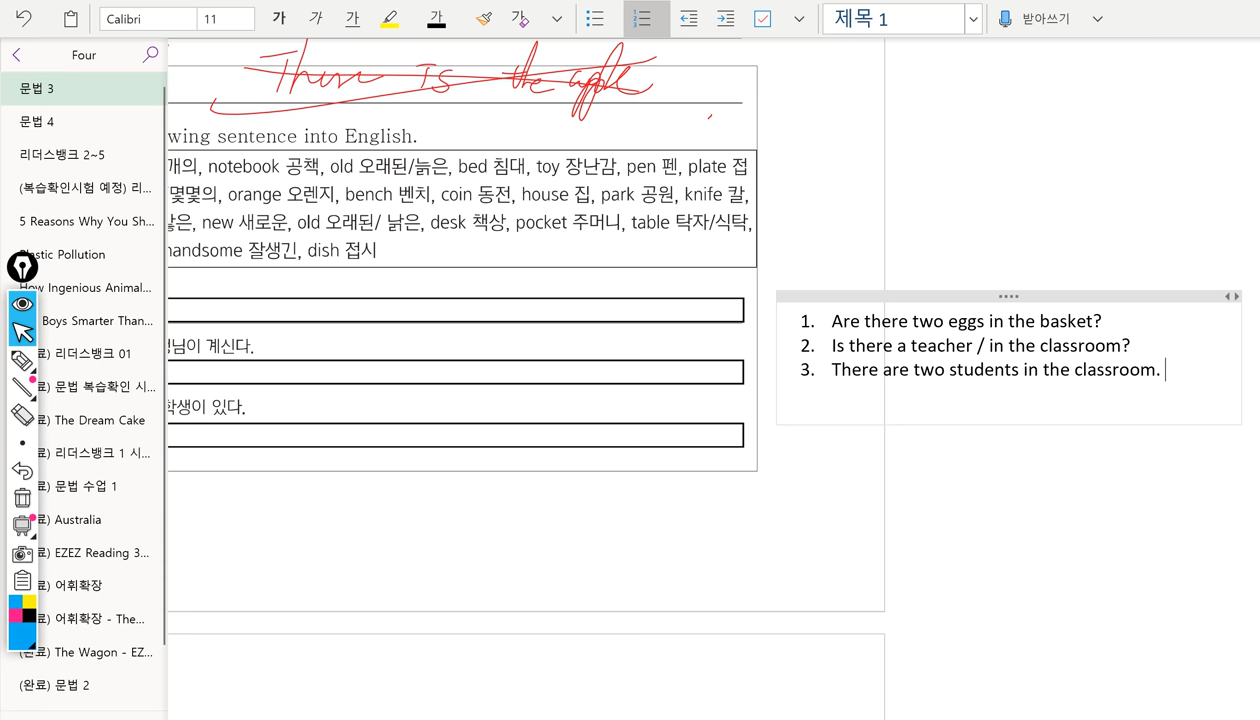 Calibri 11 가 가 가 가 가 제목 1 받아쓰기
Four
문법 3
문법 4
리더스뱅크 2~5
(복습확인시험 예정) 리...
5 Reasons Why You Sh...
Plastic Pollution
How Ingenious Animal...
Boys Smarter Than...
료) 리더스뱅크 01
료) 문법 복습확인 시...
료) The Dream Cake
료) 리더스뱅크 1 시...
료) 문법 수업 1
료) Australia
료) EZEZ Reading 3...
료) 어휘확장
료) 어휘확장 - The...
(완료) The Wagon - EZ...
(완료) 문법 2
There is the apple
wing sentence into English.
개의, notebook 공책, old 오래된/늙은, bed 침대, toy 장난감, pen 펜, plate 접
몇몇의, orange 오렌지, bench 벤치, coin 동전, house 집, park 공원, knife 칼,
많은, new 새로운, old 오래된/ 낡은, desk 책상, pocket 주머니, table 탁자/식탁,
handsome 잘생긴, dish 접시
님이 계신다.
학생이 있다.
1. Are there two eggs in the basket?
2. Is there a teacher / in the classroom?
3. There are two students in the classroom.